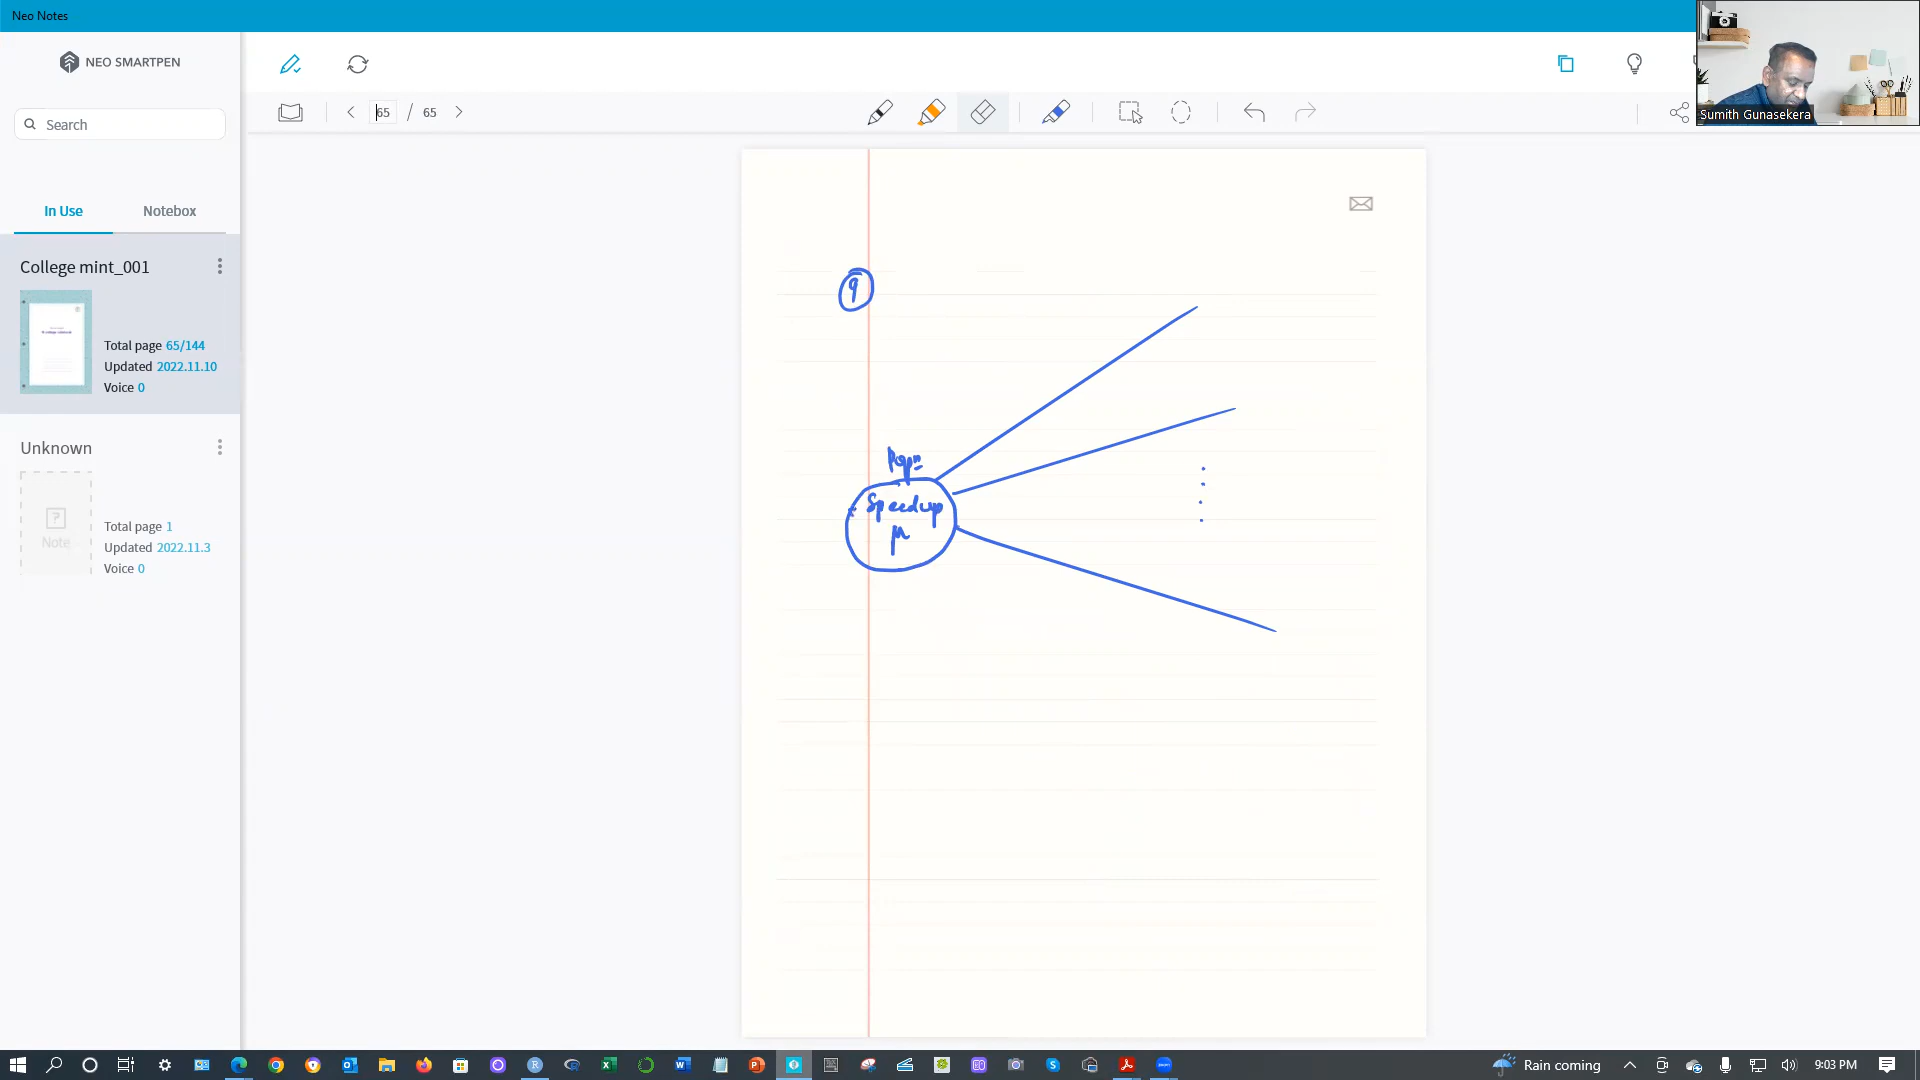 Neo Notes
NEO SMARTPEN
Search
In Use
Notebox
College mint_001
Total page 65/144
Updated 2022.11.10
Voice 0
Unknown
Note
Total page 1
Updated 2022.11.3
Voice 0
65 / 65
Sumith Gunasekera
9
Popn
Speedup
μ
Rain coming
9:03 PM